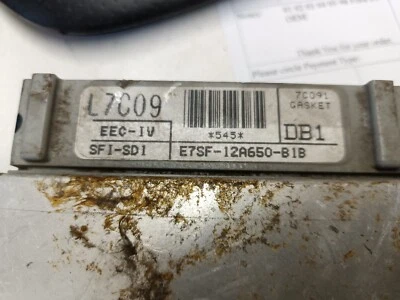 Thank You for your order.
Please circle Payment Type:
L7C09
EEC-IV
SFI-SDI
*545*
E7SF-12A650-B1B
7C091
GASKET
DB1